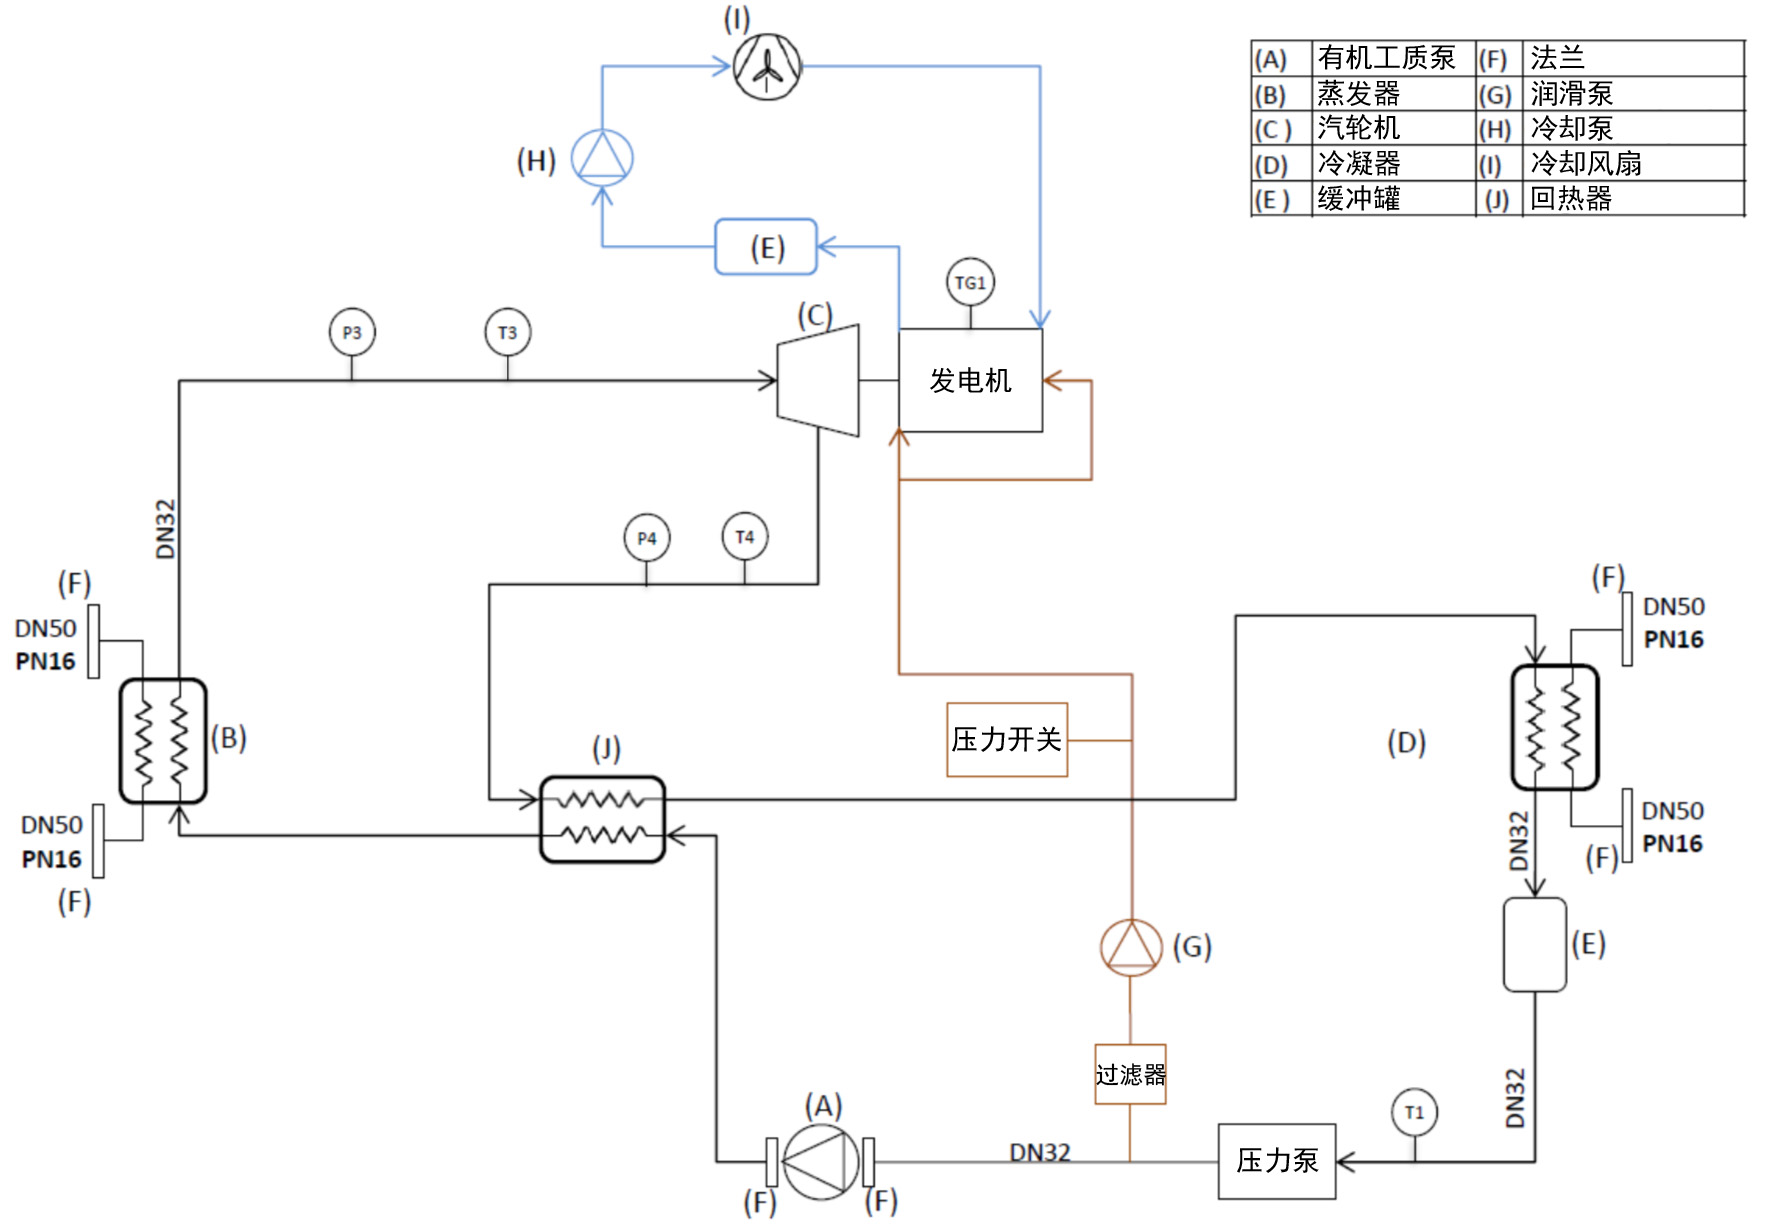 (I)
(A) 有机工质泵 (F) 法兰
(B) 蒸发器 (G) 润滑泵
(C ) 汽轮机 (H) 冷却泵
(D) 冷凝器 (I) 冷却风扇
(E ) 缓冲罐 (J) 回热器
(H)
(E)
TG1
(C)
P3
T3
发电机
DN32
P4
T4
(F)
DN50
PN16
(F)
DN50
PN16
(B)
(J)
压力开关
(D)
DN50
PN16
(F)
DN50
PN16
(F)
DN32
(G)
(E)
过滤器
(A)
DN32
T1
DN32
压力泵
(F)
(F)